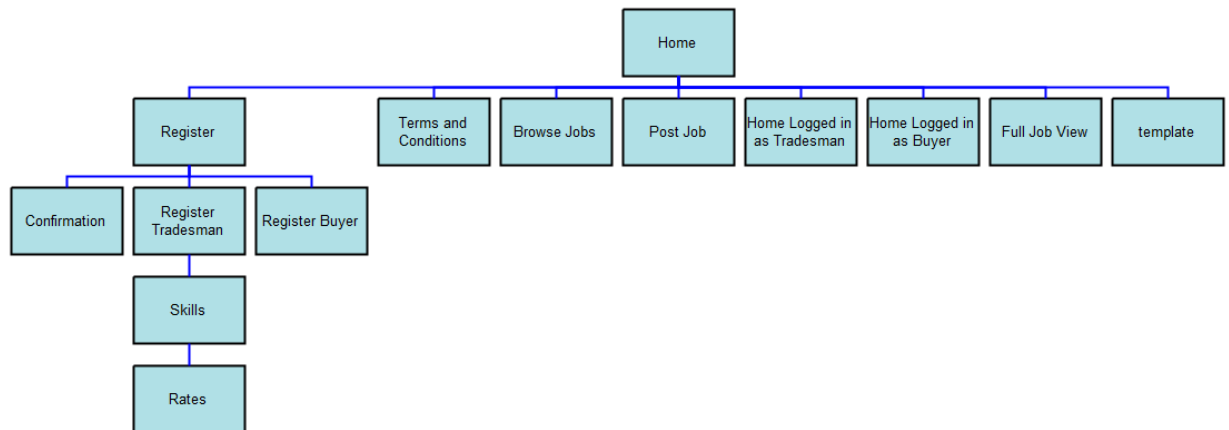 Home
Register
Terms and
Conditions
Browse Jobs
Post Job
Home Logged in
as Tradesman
Home Logged in
as Buyer
Full Job View
template
Confirmation
Register
Tradesman
Register Buyer
Skills
Rates